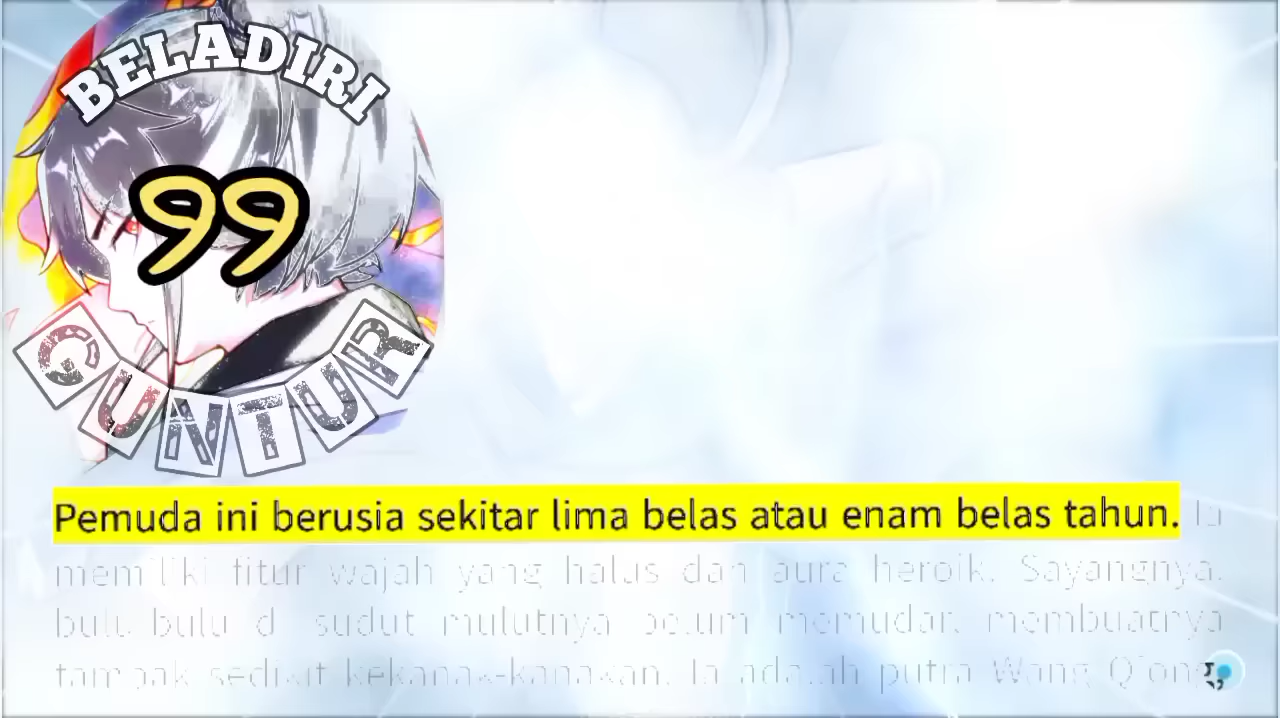 BELADIRI
99
GUNTUR
Pemuda ini berusia sekitar lima belas atau enam belas tahun. Ia
memiliki fitur wajah yang halus dan aura heroik. Sayangnya,
bulu bulu di sudut mulutnya belum memudar, membuatnya
tampak sedikit kekanak-kanakan. Ia adalah putra Wang Qiong